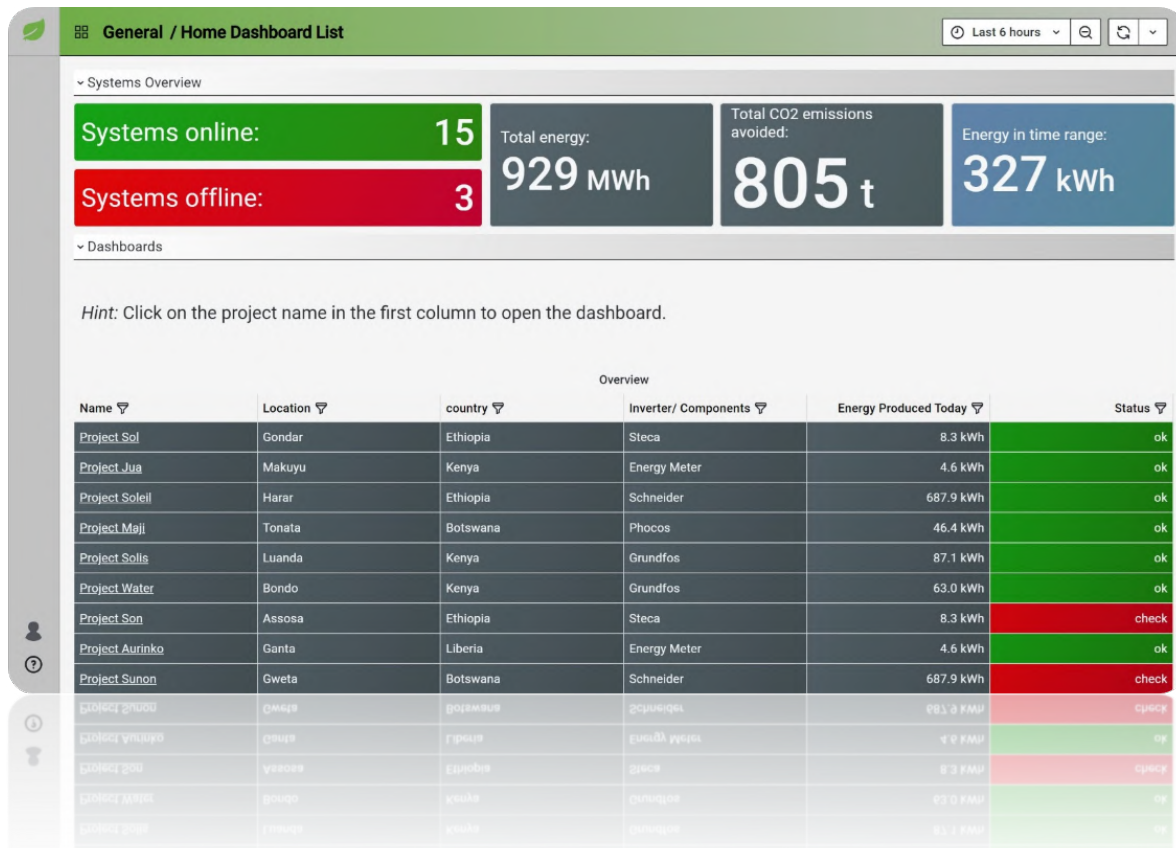 General / Home Dashboard List
Last 6 hours
Systems Overview
Systems online: 15
Systems offline: 3
Total energy:
929 MWh
Total CO2 emissions
avoided:
805 t
Energy in time range:
327 kWh
Dashboards
Hint: Click on the project name in the first column to open the dashboard.
Overview
Name Location country Inverter/ Components Energy Produced Today Status
Project Sol Gondar Ethiopia Steca 8.3 kWh ok
Project Jua Makuyu Kenya Energy Meter 4.6 kWh ok
Project Soleil Harar Ethiopia Schneider 687.9 kWh ok
Project Maji Tonata Botswana Phocos 46.4 kWh ok
Project Solis Luanda Kenya Grundfos 87.1 kWh ok
Project Water Bondo Kenya Grundfos 63.0 kWh ok
Project Son Assosa Ethiopia Steca 8.3 kWh check
Project Aurinko Ganta Liberia Energy Meter 4.6 kWh ok
Project Sunon Gweta Botswana Schneider 687.9 kWh check